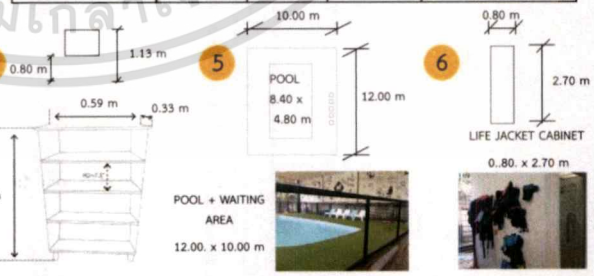 10.00 m
0.80 m
1.13 m
0.80 m
5
6
POOL
8.40 x
4.80 m
12.00 m
2.70 m
0.59 m
0.33 m
LIFE JACKET CABINET
0..80. x 2.70 m
POOL + WAITING
AREA
12.00. x 10.00 m